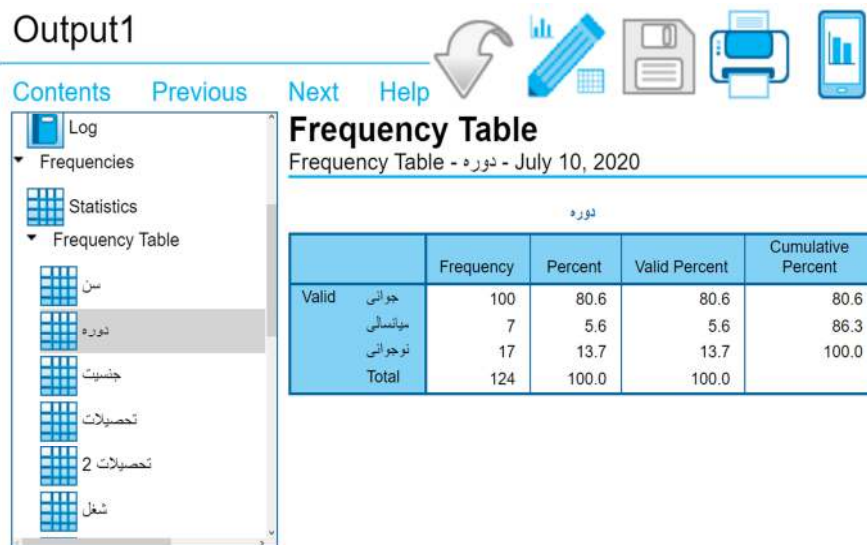 Output1
Contents Previous Next Help
Log
Frequencies
Statistics
Frequency Table
سن
دوره
جنسیت
تحصیلات
تحصیلات 2
شغل
Frequency Table
Frequency Table - دوره - July 10, 2020
دوره
Frequency Percent Valid Percent Cumulative Percent
Valid جوانی 100 80.6 80.6 80.6
میانسالی 7 5.6 5.6 86.3
نوجوانی 17 13.7 13.7 100.0
Total 124 100.0 100.0